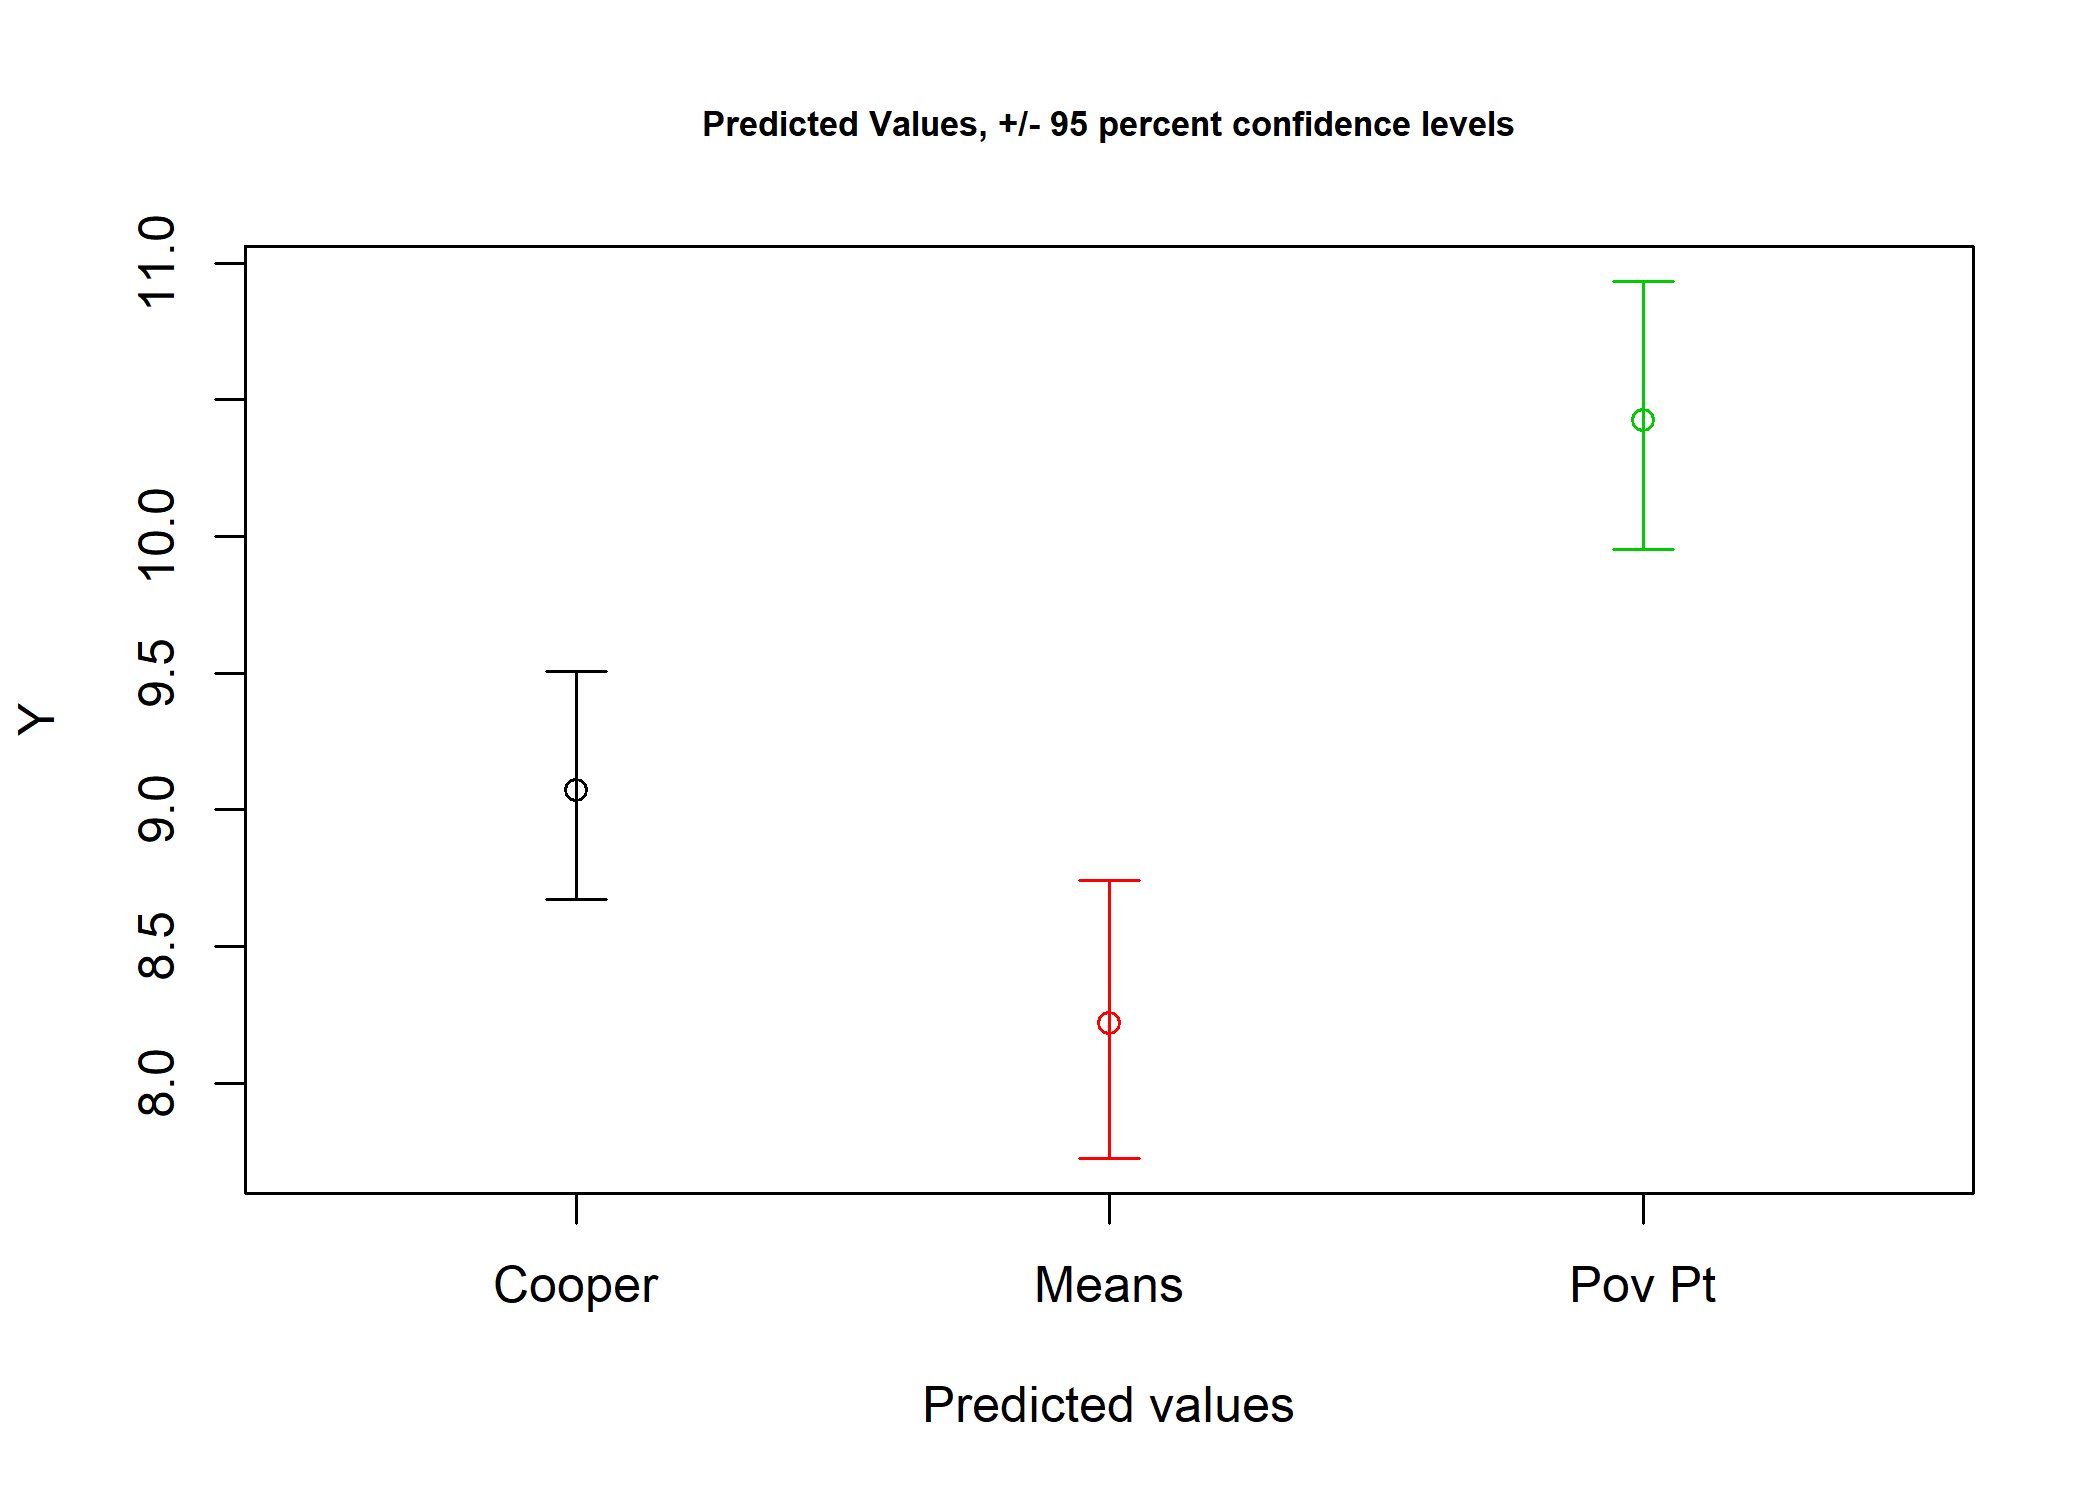 Predicted Values, +/- 95 percent confidence levels
11.0
10.0
9.5
9.0
8.5
8.0
Y
Cooper Means Pov Pt
Predicted values